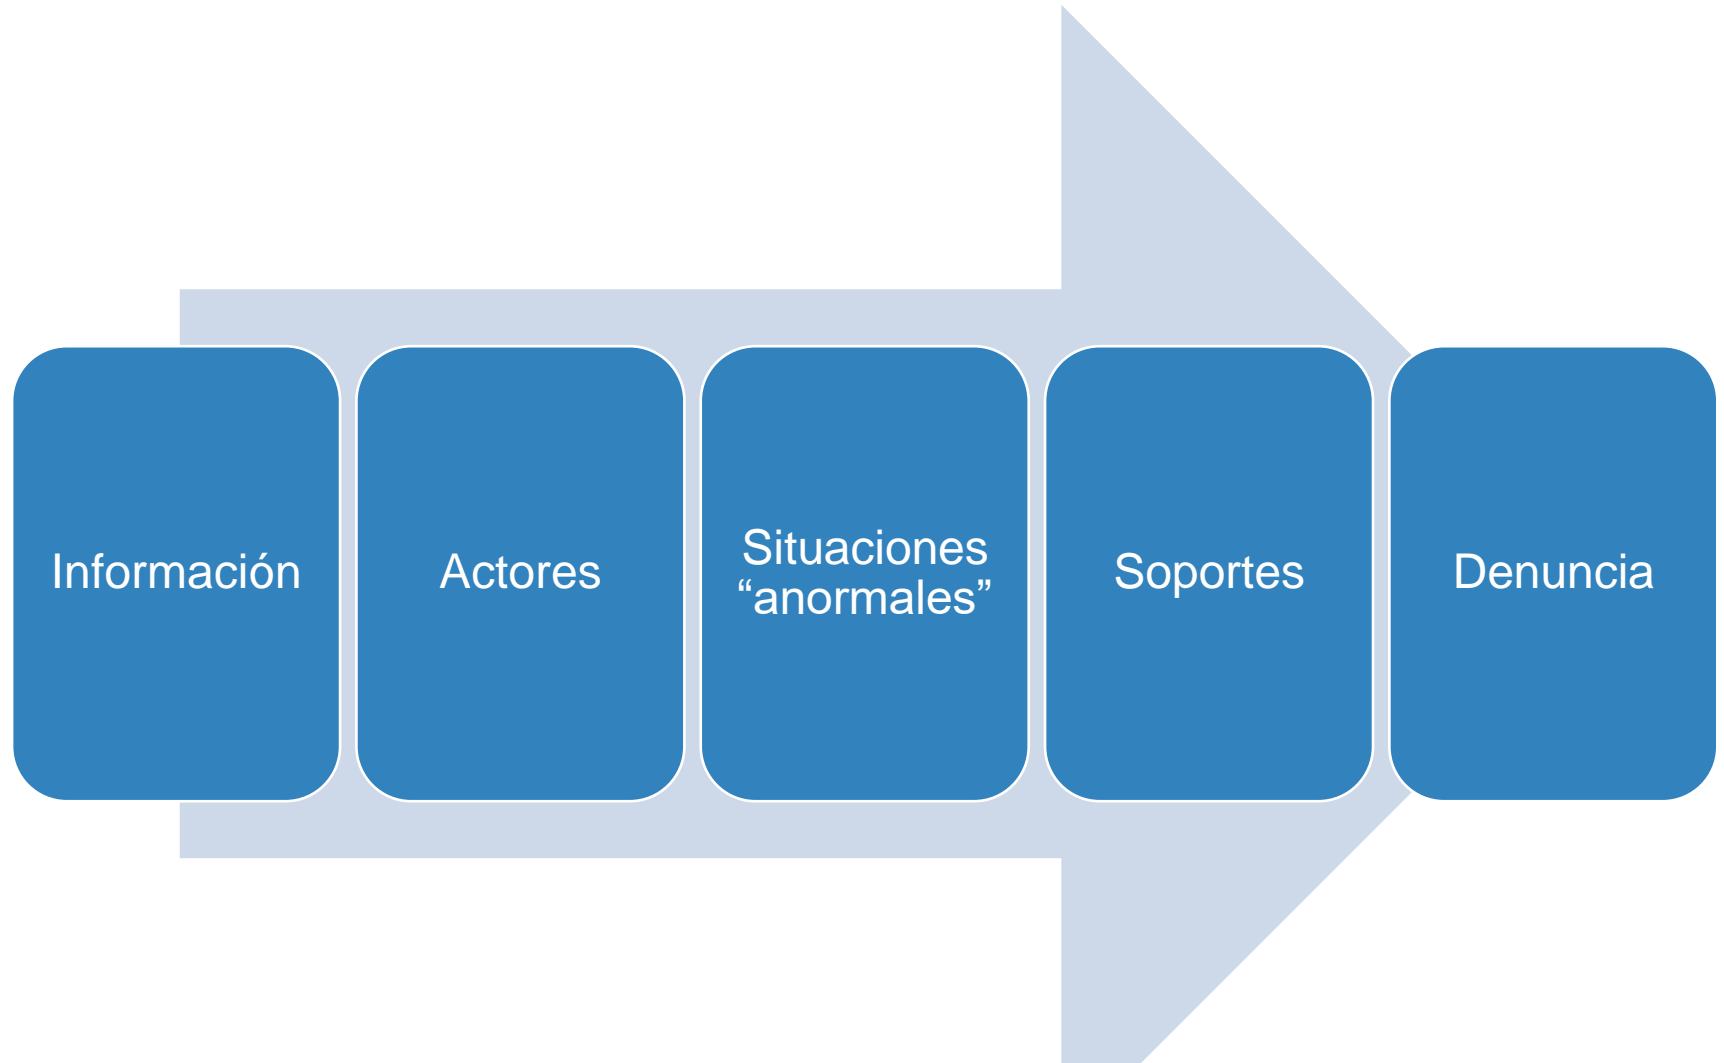 Información
Actores
Situaciones
“anormales”
Soportes
Denuncia